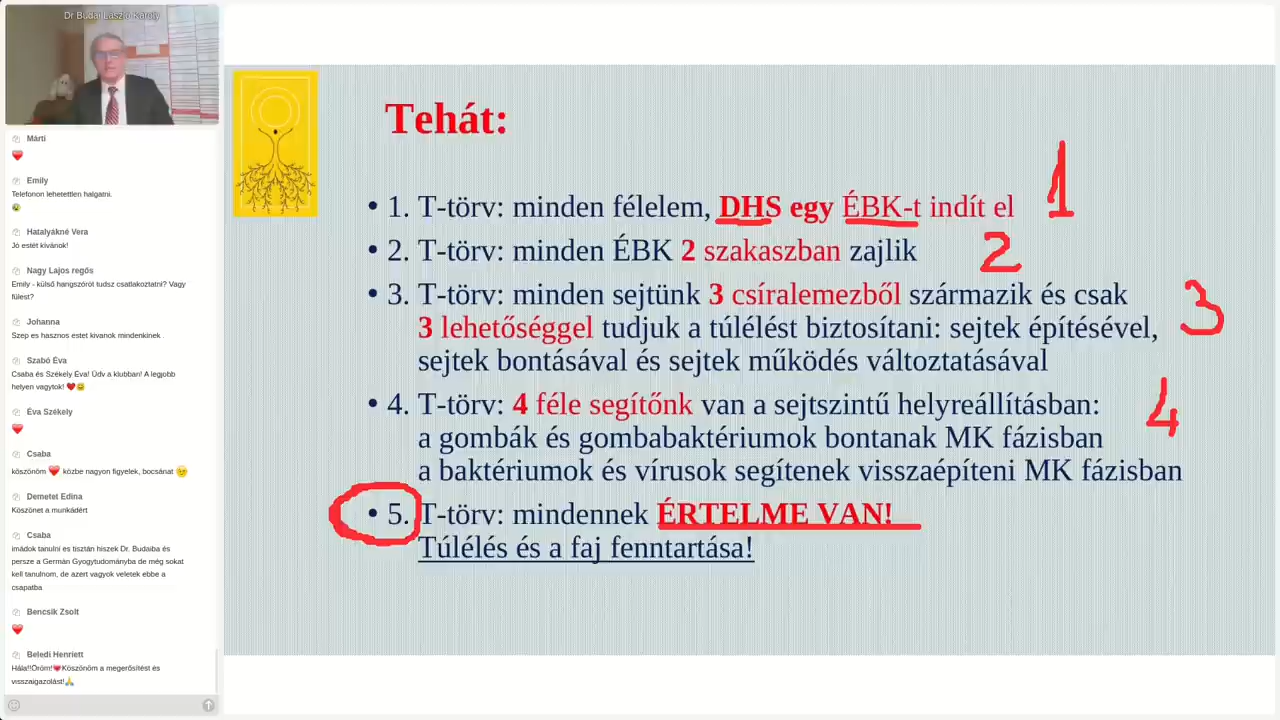 Dr Budai László Károly
Márti
Emily
Telefonon lehetettlen halgatni.
Hatalyákné Vera
Jó estét kívánok!
Nagy Lajos regős
Emily - külső hangszórót tudsz csatlakoztatni? Vagy
fülest?
Johanna
Szep es hasznos estet kivanok mindenkinek .
Szabó Éva
Csaba és Székely Éva! Üdv a klubban! A legjobb
helyen vagytok! ❤️😊
Éva Székely
Csaba
köszönöm ❤️ közbe nagyon figyelek, bocsánat 😉
Demetet Edina
Köszönet a munkádért
Csaba
imádok tanulni es tisztán hiszek Dr. Budaiba és
persze a Germán Gyogytudományba de még sokat
kell tanulnom, de azert vagyok veletek ebbe a
csapatba
Bencsik Zsolt
Beledi Henriett
Hála!!Öröm!💗Köszönöm a megerősítést és
visszaigazolást!🙏
Tehát:
• 1. T-törv: minden félelem, DHS egy ÉBK-t indít el 1
• 2. T-törv: minden ÉBK 2 szakaszban zajlik 2
• 3. T-törv: minden sejtünk 3 csíralemezből származik és csak 3
3 lehetőséggel tudjuk a túlélést biztosítani: sejtek építésével,
sejtek bontásával és sejtek működés változtatásával
• 4. T-törv: 4 féle segítőnk van a sejtszintű helyreállításban: 4
a gombák és gombabaktériumok bontanak MK fázisban
a baktériumok és vírusok segítenek visszaépíteni MK fázisban
• 5. T-törv: mindennek ÉRTELME VAN!
Túlélés és a faj fenntartása!